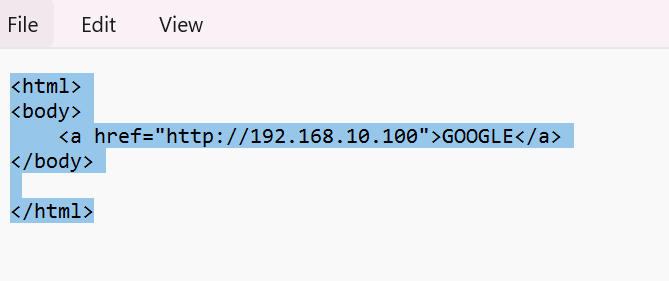 File Edit View
<html>
<body>
    <a href="http://192.168.10.100">GOOGLE</a>
</body>

</html>